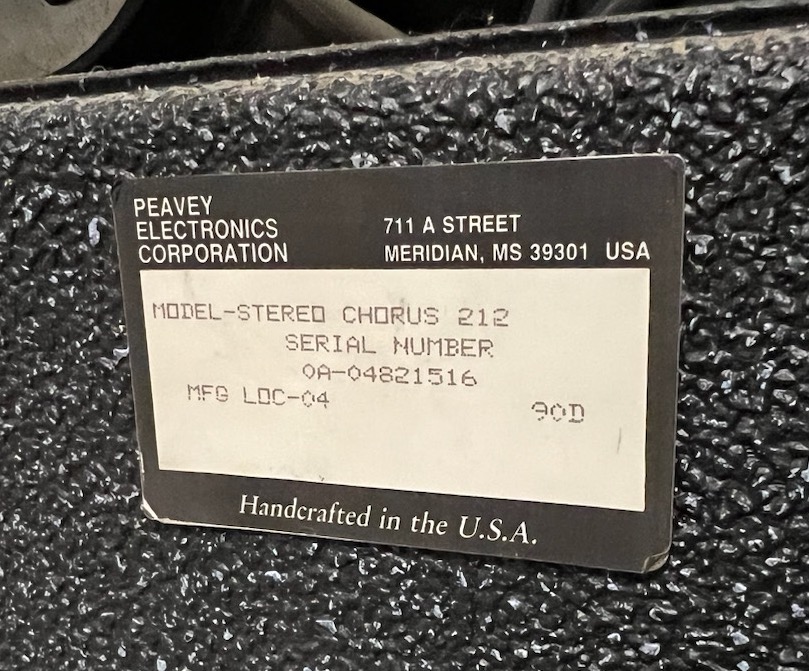 PEAVEY
ELECTRONICS
CORPORATION
711 A STREET
MERIDIAN, MS 39301 USA
MODEL-STEREO CHORUS 212
SERIAL NUMBER
0A-04821516
MFG LOC-04
90D
Handcrafted in the U.S.A.